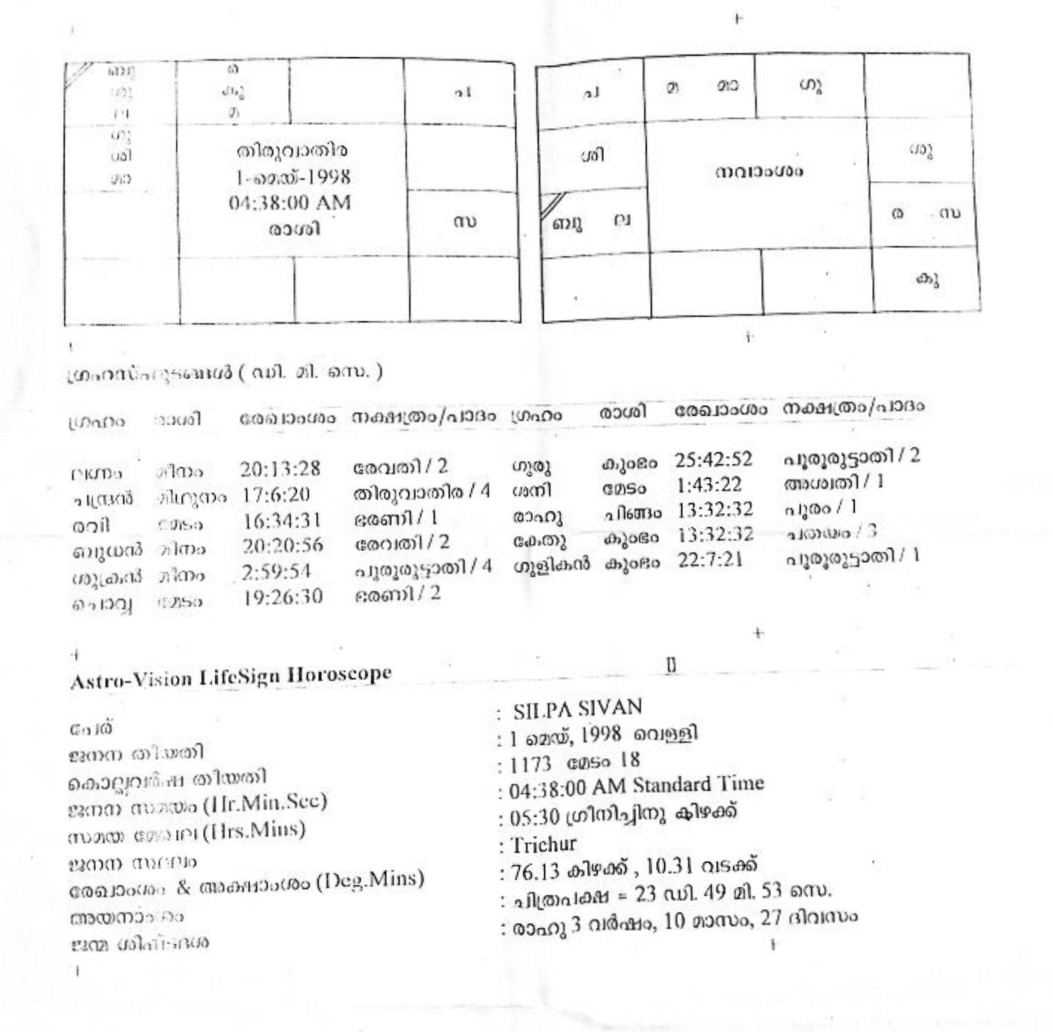 ബു ര
ശു കു പ
ല മ
ഗു
ശി
മാ
തിരുവാതിര
1-മെയ്-1998
04:38:00 AM
രാശി
സ
പ മ മാ ഗു
ശി ശു
നവാംശം
ബു ല ര സ
കു
ഗ്രഹസ്ഫുടങ്ങൾ ( ഡി. മി. സെ. )
ഗ്രഹം രാശി രേഖാംശം നക്ഷത്രം/പാദം ഗ്രഹം രാശി രേഖാംശം നക്ഷത്രം/പാദം
ലഗ്നം മീനം 20:13:28 രേവതി / 2 ഗുരു കുംഭം 25:42:52 പൂരുരുട്ടാതി / 2
ചന്ദ്രൻ മിഥുനം 17:6:20 തിരുവാതിര / 4 ശനി മേടം 1:43:22 അശ്വതി / 1
രവി മേടം 16:34:31 ഭരണി / 1 രാഹു ചിങ്ങം 13:32:32 പൂരം / 1
ബുധൻ മീനം 20:20:56 രേവതി / 2 കേതു കുംഭം 13:32:32 ചതയം / 3
ശുക്രൻ മീനം 2:59:54 പൂരുരുട്ടാതി / 4 ഗുളികൻ കുംഭം 22:7:21 പൂരുരുട്ടാതി / 1
ചൊവ്വ മേടം 19:26:30 ഭരണി / 2
Astro-Vision LifeSign Horoscope
പേര് : SILPA SIVAN
ജനന തിയതി : 1 മെയ്, 1998 വെള്ളി
കൊല്ലവർഷ തിയതി : 1173 മേടം 18
ജനന സമയം (Hr.Min.Sec) : 04:38:00 AM Standard Time
സമയ മേഖല (Hrs.Mins) : 05:30 ഗ്രീനിച്ചിനു കിഴക്ക്
ജനന സ്ഥലം : Trichur
രേഖാംശം & അക്ഷാംശം (Deg.Mins) : 76.13 കിഴക്ക് , 10.31 വടക്ക്
അയനാംശം : ചിത്രപക്ഷ = 23 ഡി. 49 മി. 53 സെ.
ജന്മ ശിഷ്ടദശ : രാഹു 3 വർഷം, 10 മാസം, 27 ദിവസം